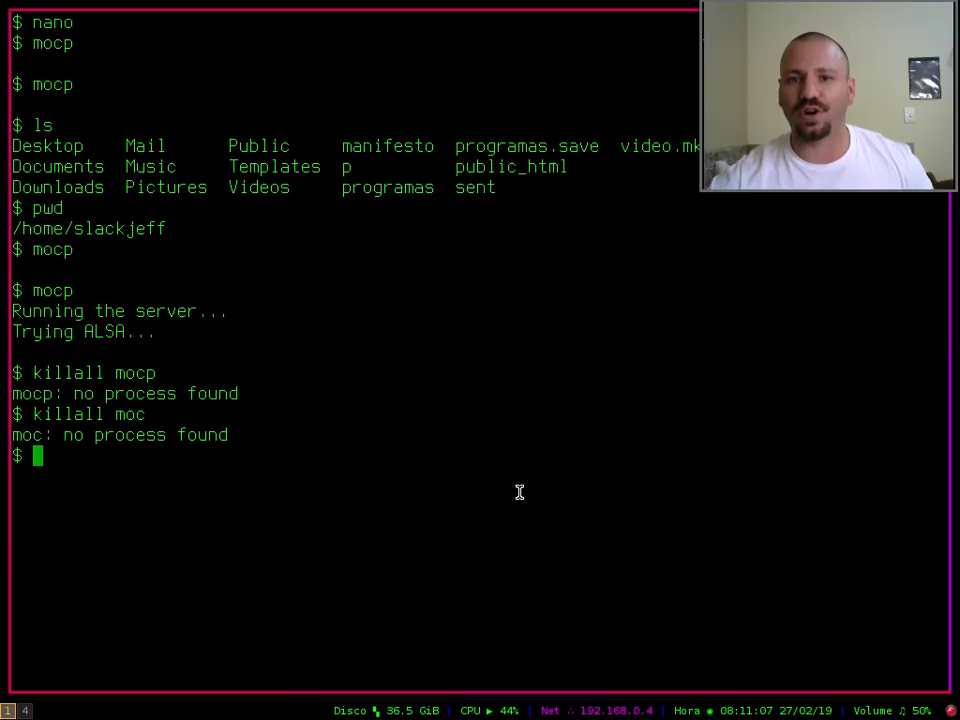 $ nano
$ mocp
$ mocp
$ ls
Desktop Mail Public manifesto programas.save video.mk
Documents Music Templates p public_html
Downloads Pictures Videos programas sent
$ pwd
/home/slackjeff
$ mocp
$ mocp
Running the server...
Trying ALSA...
$ killall mocp
mocp: no process found
$ killall moc
moc: no process found
$
1 4 Disco 36.5 GiB | CPU ▶ 44% | Net ∴ 192.168.0.4 | Hora ◉ 08:11:07 27/02/19 | Volume ♫ 50%